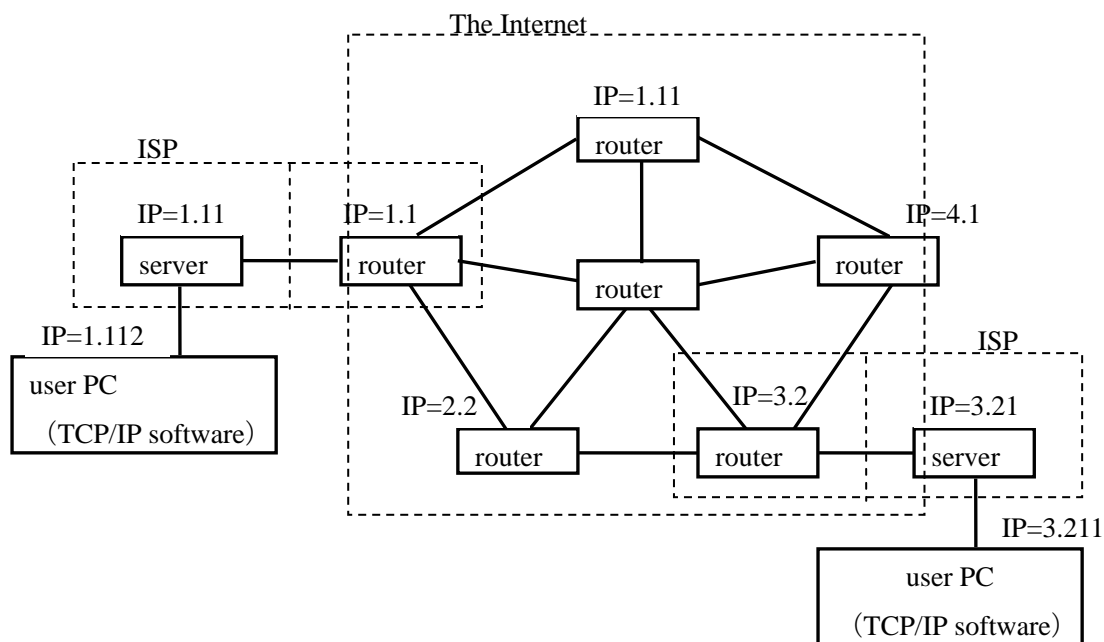 The Internet
IP=1.11
router
ISP
IP=1.11
IP=1.1
IP=4.1
server
router
router
router
IP=1.112
ISP
user PC
（TCP/IP software）
IP=2.2
IP=3.2
IP=3.21
router
router
server
IP=3.211
user PC
（TCP/IP software）